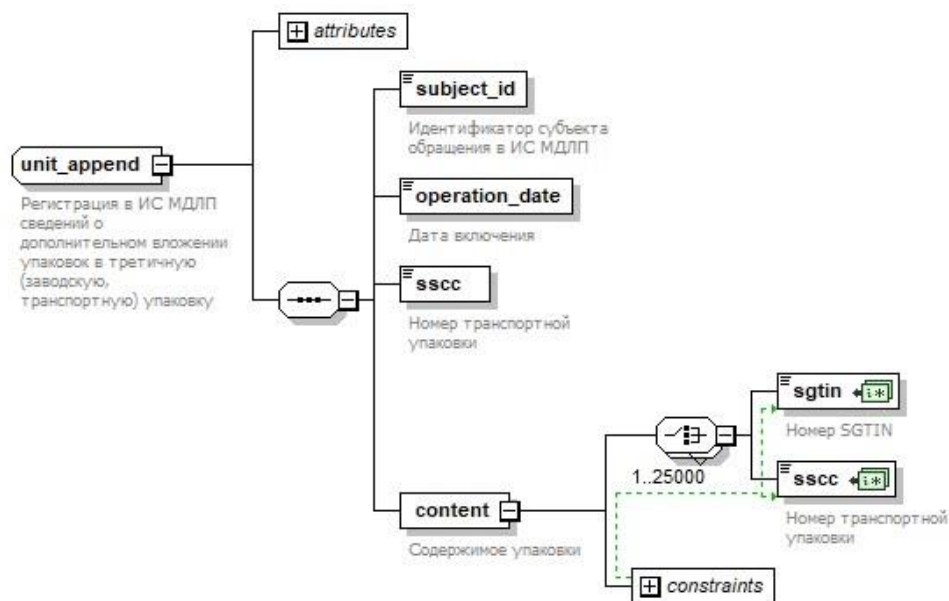 attributes
subject_id
Идентификатор субъекта
обращения в ИС МДЛП
unit_append
Регистрация в ИС МДЛП
сведений о
дополнительном вложении
упаковок в третичную
(заводскую,
транспортную) упаковку
operation_date
Дата включения
sscc
Номер транспортной
упаковки
content
Содержимое упаковки
1..25000
sgtin
Номер SGTIN
sscc
Номер транспортной
упаковки
constraints